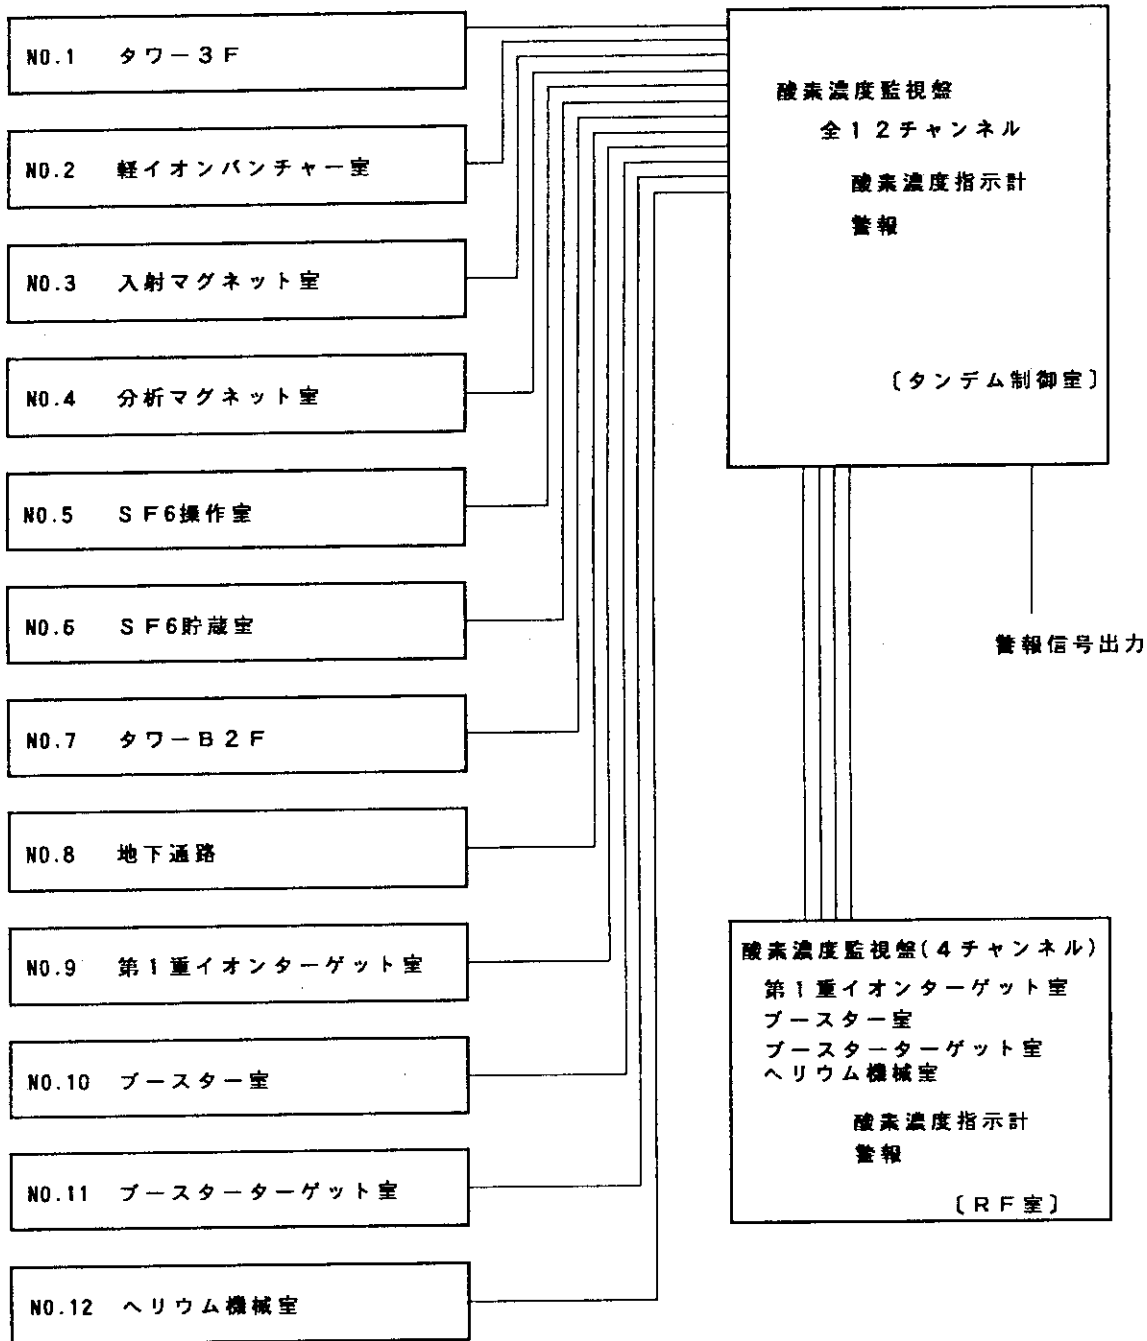 NO.1 タワー3F
NO.2 軽イオンバンチャー室
NO.3 入射マグネット室
NO.4 分析マグネット室
NO.5 SF6操作室
NO.6 SF6貯蔵室
NO.7 タワーB2F
NO.8 地下通路
NO.9 第1重イオンターゲット室
NO.10 ブースター室
NO.11 ブースターターゲット室
NO.12 ヘリウム機械室
酸素濃度監視盤
全12チャンネル
酸素濃度指示計
警報
〔タンデム制御室〕
警報信号出力
酸素濃度監視盤(4チャンネル)
第1重イオンターゲット室
ブースター室
ブースターターゲット室
ヘリウム機械室
酸素濃度指示計
警報
〔RF室〕